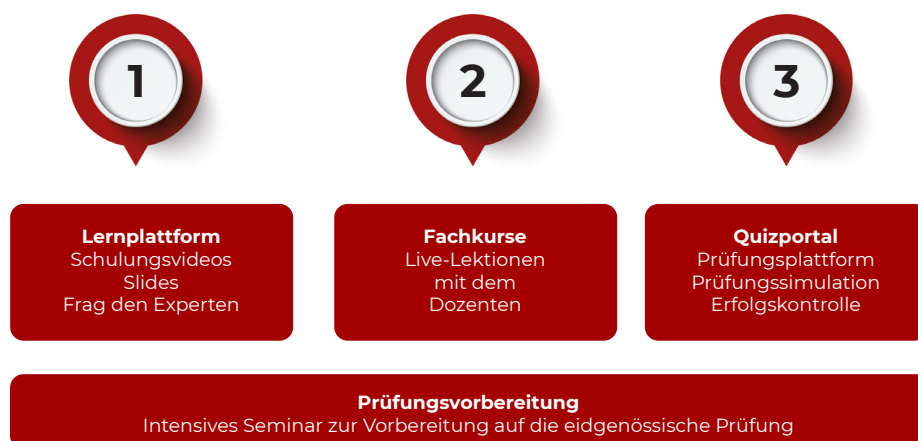 1
2
3
Lernplattform
Schulungsvideos
Slides
Frag den Experten
Fachkurse
Live-Lektionen
mit dem
Dozenten
Quizportal
Prüfungsplattform
Prüfungssimulation
Erfolgskontrolle
Prüfungsvorbereitung
Intensives Seminar zur Vorbereitung auf die eidgenössische Prüfung